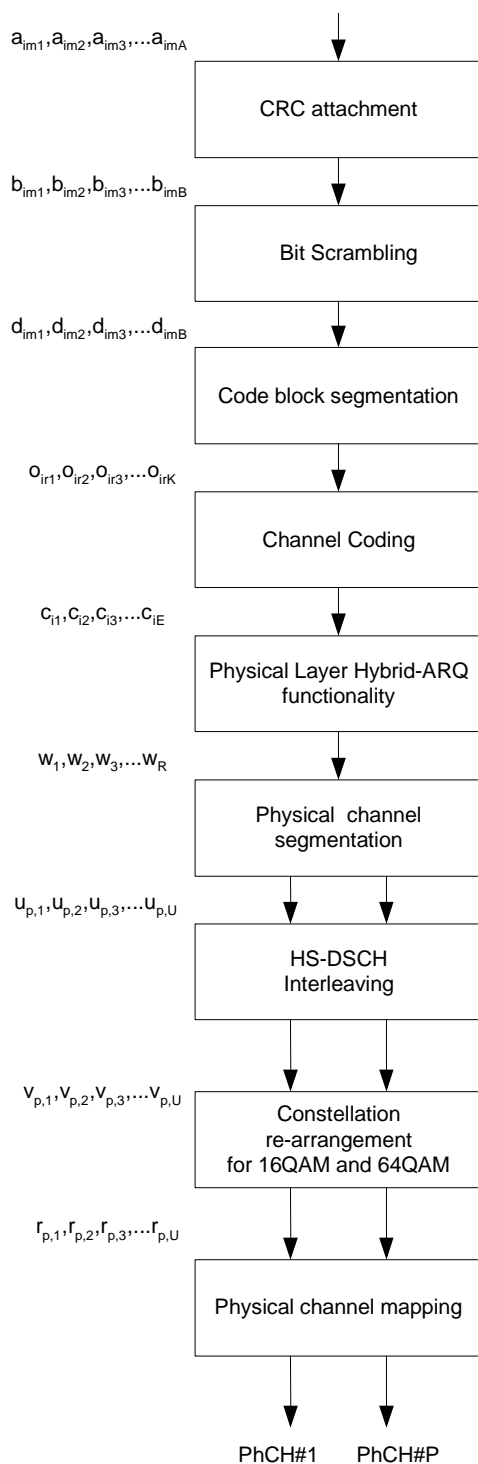 a_im1,a_im2,a_im3,...a_imA
CRC attachment
b_im1,b_im2,b_im3,...b_imB
Bit Scrambling
d_im1,d_im2,d_im3,...d_imB
Code block segmentation
o_ir1,o_ir2,o_ir3,...o_irK
Channel Coding
c_i1,c_i2,c_i3,...c_iE
Physical Layer Hybrid-ARQ
functionality
w_1,w_2,w_3,...w_R
Physical channel
segmentation
u_p,1,u_p,2,u_p,3,...u_p,U
HS-DSCH
Interleaving
v_p,1,v_p,2,v_p,3,...v_p,U
Constellation
re-arrangement
for 16QAM and 64QAM
r_p,1,r_p,2,r_p,3,...r_p,U
Physical channel mapping
PhCH#1 PhCH#P